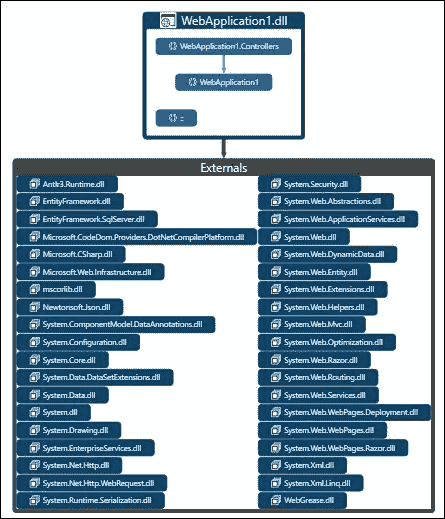 WebApplication1.dll
WebApplication1.Controllers
WebApplication1
Externals
Antlr3.Runtime.dll
EntityFramework.dll
EntityFramework.SqlServer.dll
Microsoft.CodeDom.Providers.DotNetCompilerPlatform.dll
Microsoft.CSharp.dll
Microsoft.Web.Infrastructure.dll
mscorlib.dll
Newtonsoft.Json.dll
System.ComponentModel.DataAnnotations.dll
System.Configuration.dll
System.Core.dll
System.Data.DataSetExtensions.dll
System.Data.dll
System.dll
System.Drawing.dll
System.EnterpriseServices.dll
System.Net.Http.dll
System.Net.Http.WebRequest.dll
System.Runtime.Serialization.dll
System.Security.dll
System.Web.Abstractions.dll
System.Web.ApplicationServices.dll
System.Web.dll
System.Web.DynamicData.dll
System.Web.Entity.dll
System.Web.Extensions.dll
System.Web.Helpers.dll
System.Web.Mvc.dll
System.Web.Optimization.dll
System.Web.Razor.dll
System.Web.Routing.dll
System.Web.Services.dll
System.Web.WebPages.Deployment.dll
System.Web.WebPages.dll
System.Web.WebPages.Razor.dll
System.Xml.dll
System.Xml.Linq.dll
WebGrease.dll